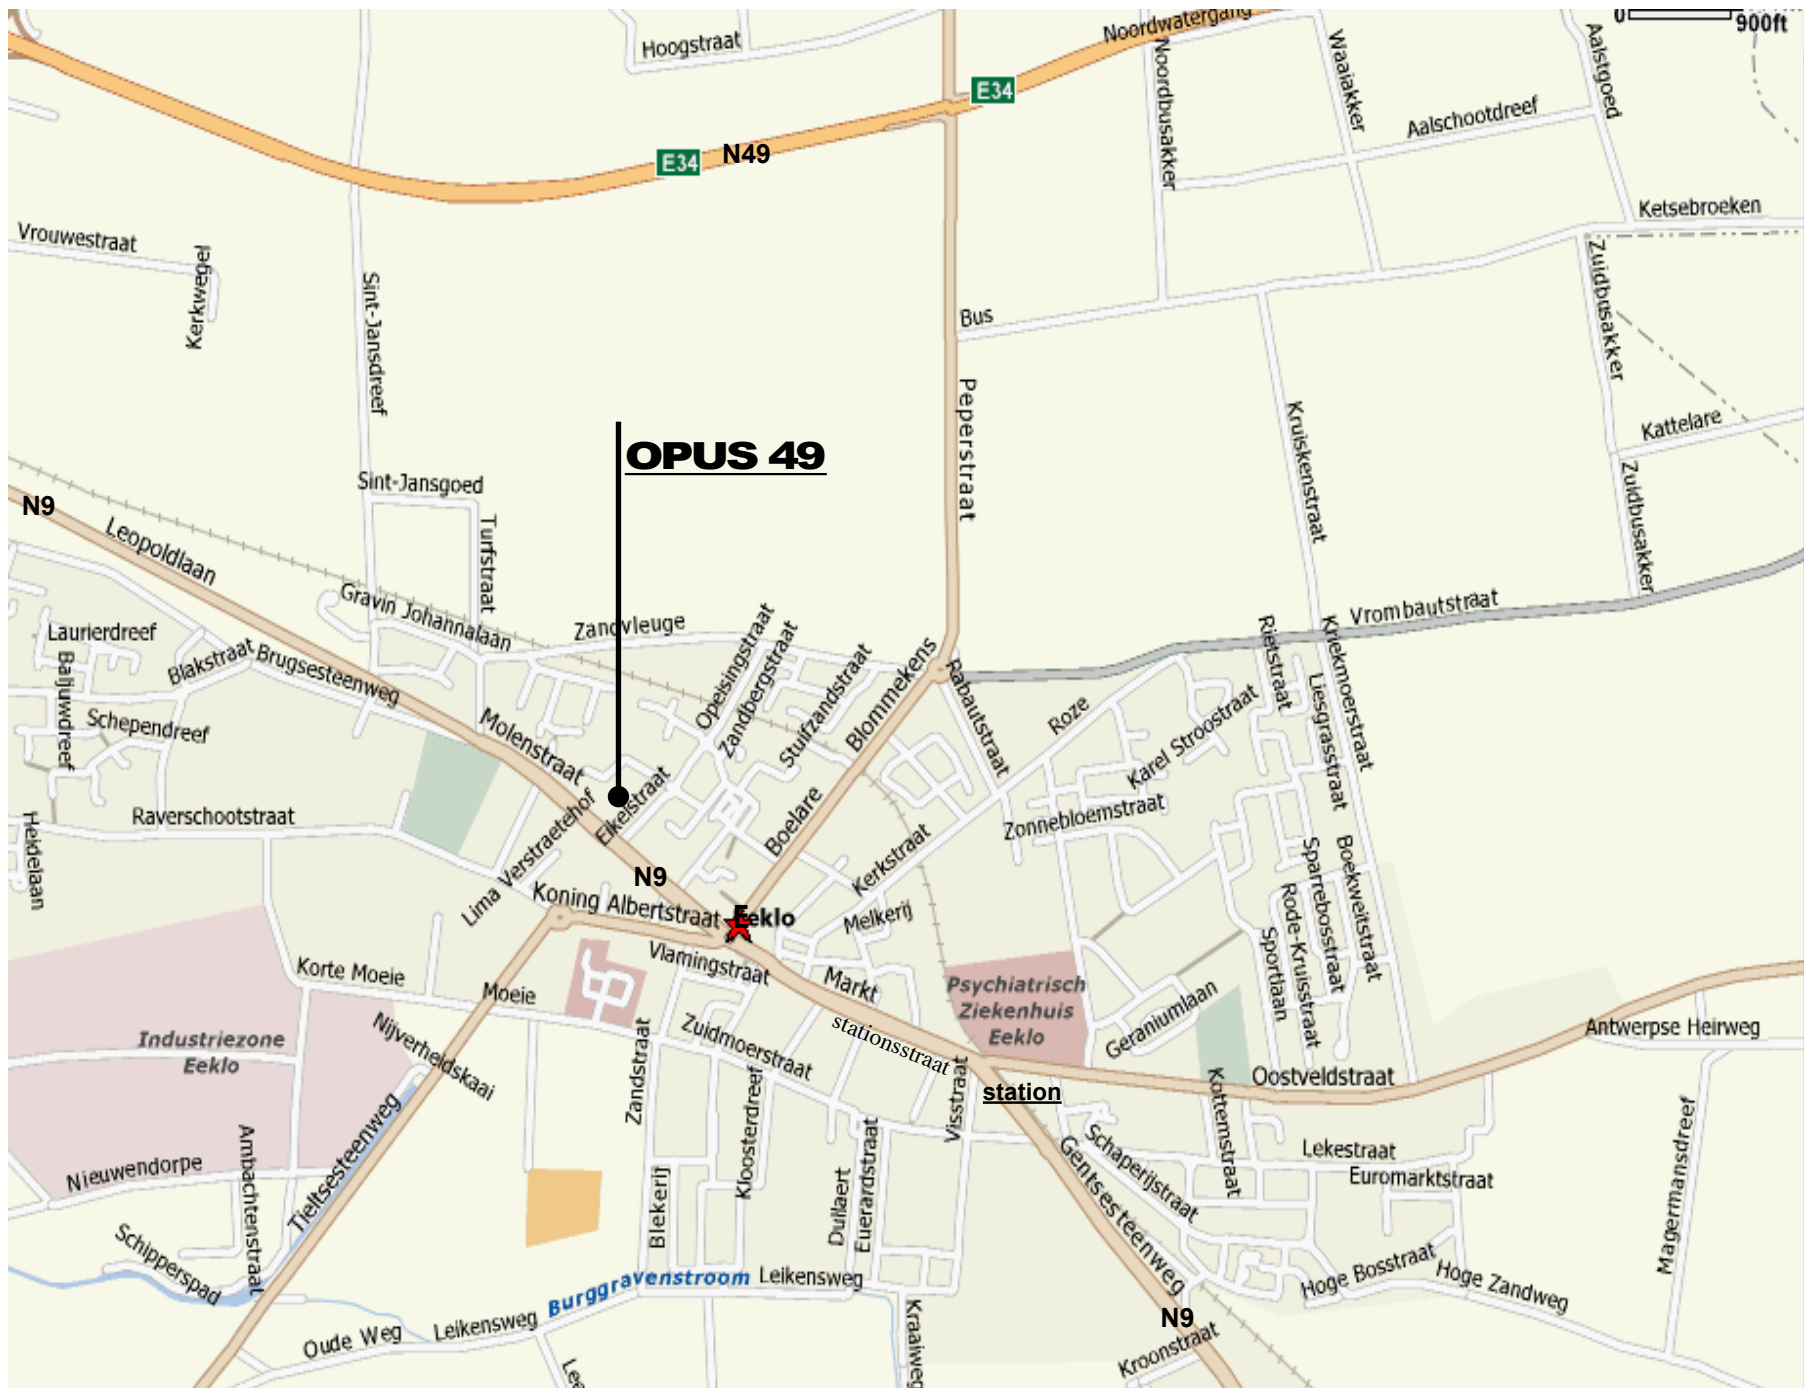 0
900ft
Noordwatergang
Hoogstraat
Noordbusakker
Waaiakker
Aalstgoed
E34
Aalschootdreef
E34
N49
Ketsebroeken
Vrouwestraat
Kerkwegel
Sint-Jansdreef
Zuidbusakker
Bus
Peperstraat
Kruiskenstraat
Kattelare
OPUS 49
Zuidbusakker
Sint-Jansgoed
Turfstraat
N9
Leopoldlaan
Gravin Johannalaan
Zandvleuge
Vrombautstraat
Laurierdreef
Baljuwdreef
Blakstraat
Brugsesteenweg
Opelsingstraat
Zandbergstraat
Stuifzandstraat
Blommekens
Rabautstraat
Roze
Karel Stroostraat
Rietstraat
Liesgrasstraat
Kriekmoerstraat
Schependreef
Molenstraat
Raverschootstraat
Heidelaan
Eikelstraat
Lima Verstraetehof
Boelare
Kerkstraat
Zonnebloemstraat
Sparrebosstraat
Boekweitstraat
Rode-Kruisstraat
Sportlaan
N9
Koning Albertstraat
Eeklo
Melkerij
Vlamingstraat
Markt
Korte Moeie
Moeie
Psychiatrisch
Ziekenhuis
Eeklo
Geraniumlaan
Antwerpse Heirweg
Industriezone
Eeklo
Nijverheidskaai
Zandstraat
Zuidmoerstraat
stationsstraat
Visstraat
station
Oostveldstraat
Kottemstraat
Kloosterdreef
Nieuwendorpe
Ambachtenstraat
Tieltsesteenweg
Blekerij
Dullaert
Euerardstraat
Gentsesteenweg
Schaperijstraat
Lekestraat
Euromarktstraat
Magermansdreef
Schipperspad
Burggravenstroom
Leikensweg
Hoge Bosstraat
Hoge Zandweg
Oude Weg
Leikensweg
Kraaiweg
N9
Kroonstraat
Lee